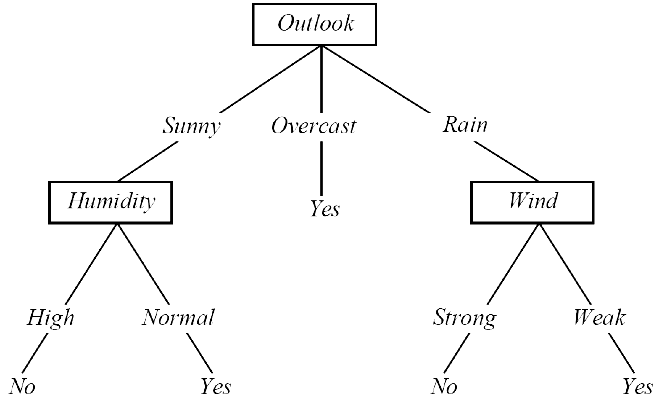 Outlook
Sunny Overcast Rain
Humidity Yes Wind
High Normal Strong Weak
No Yes No Yes